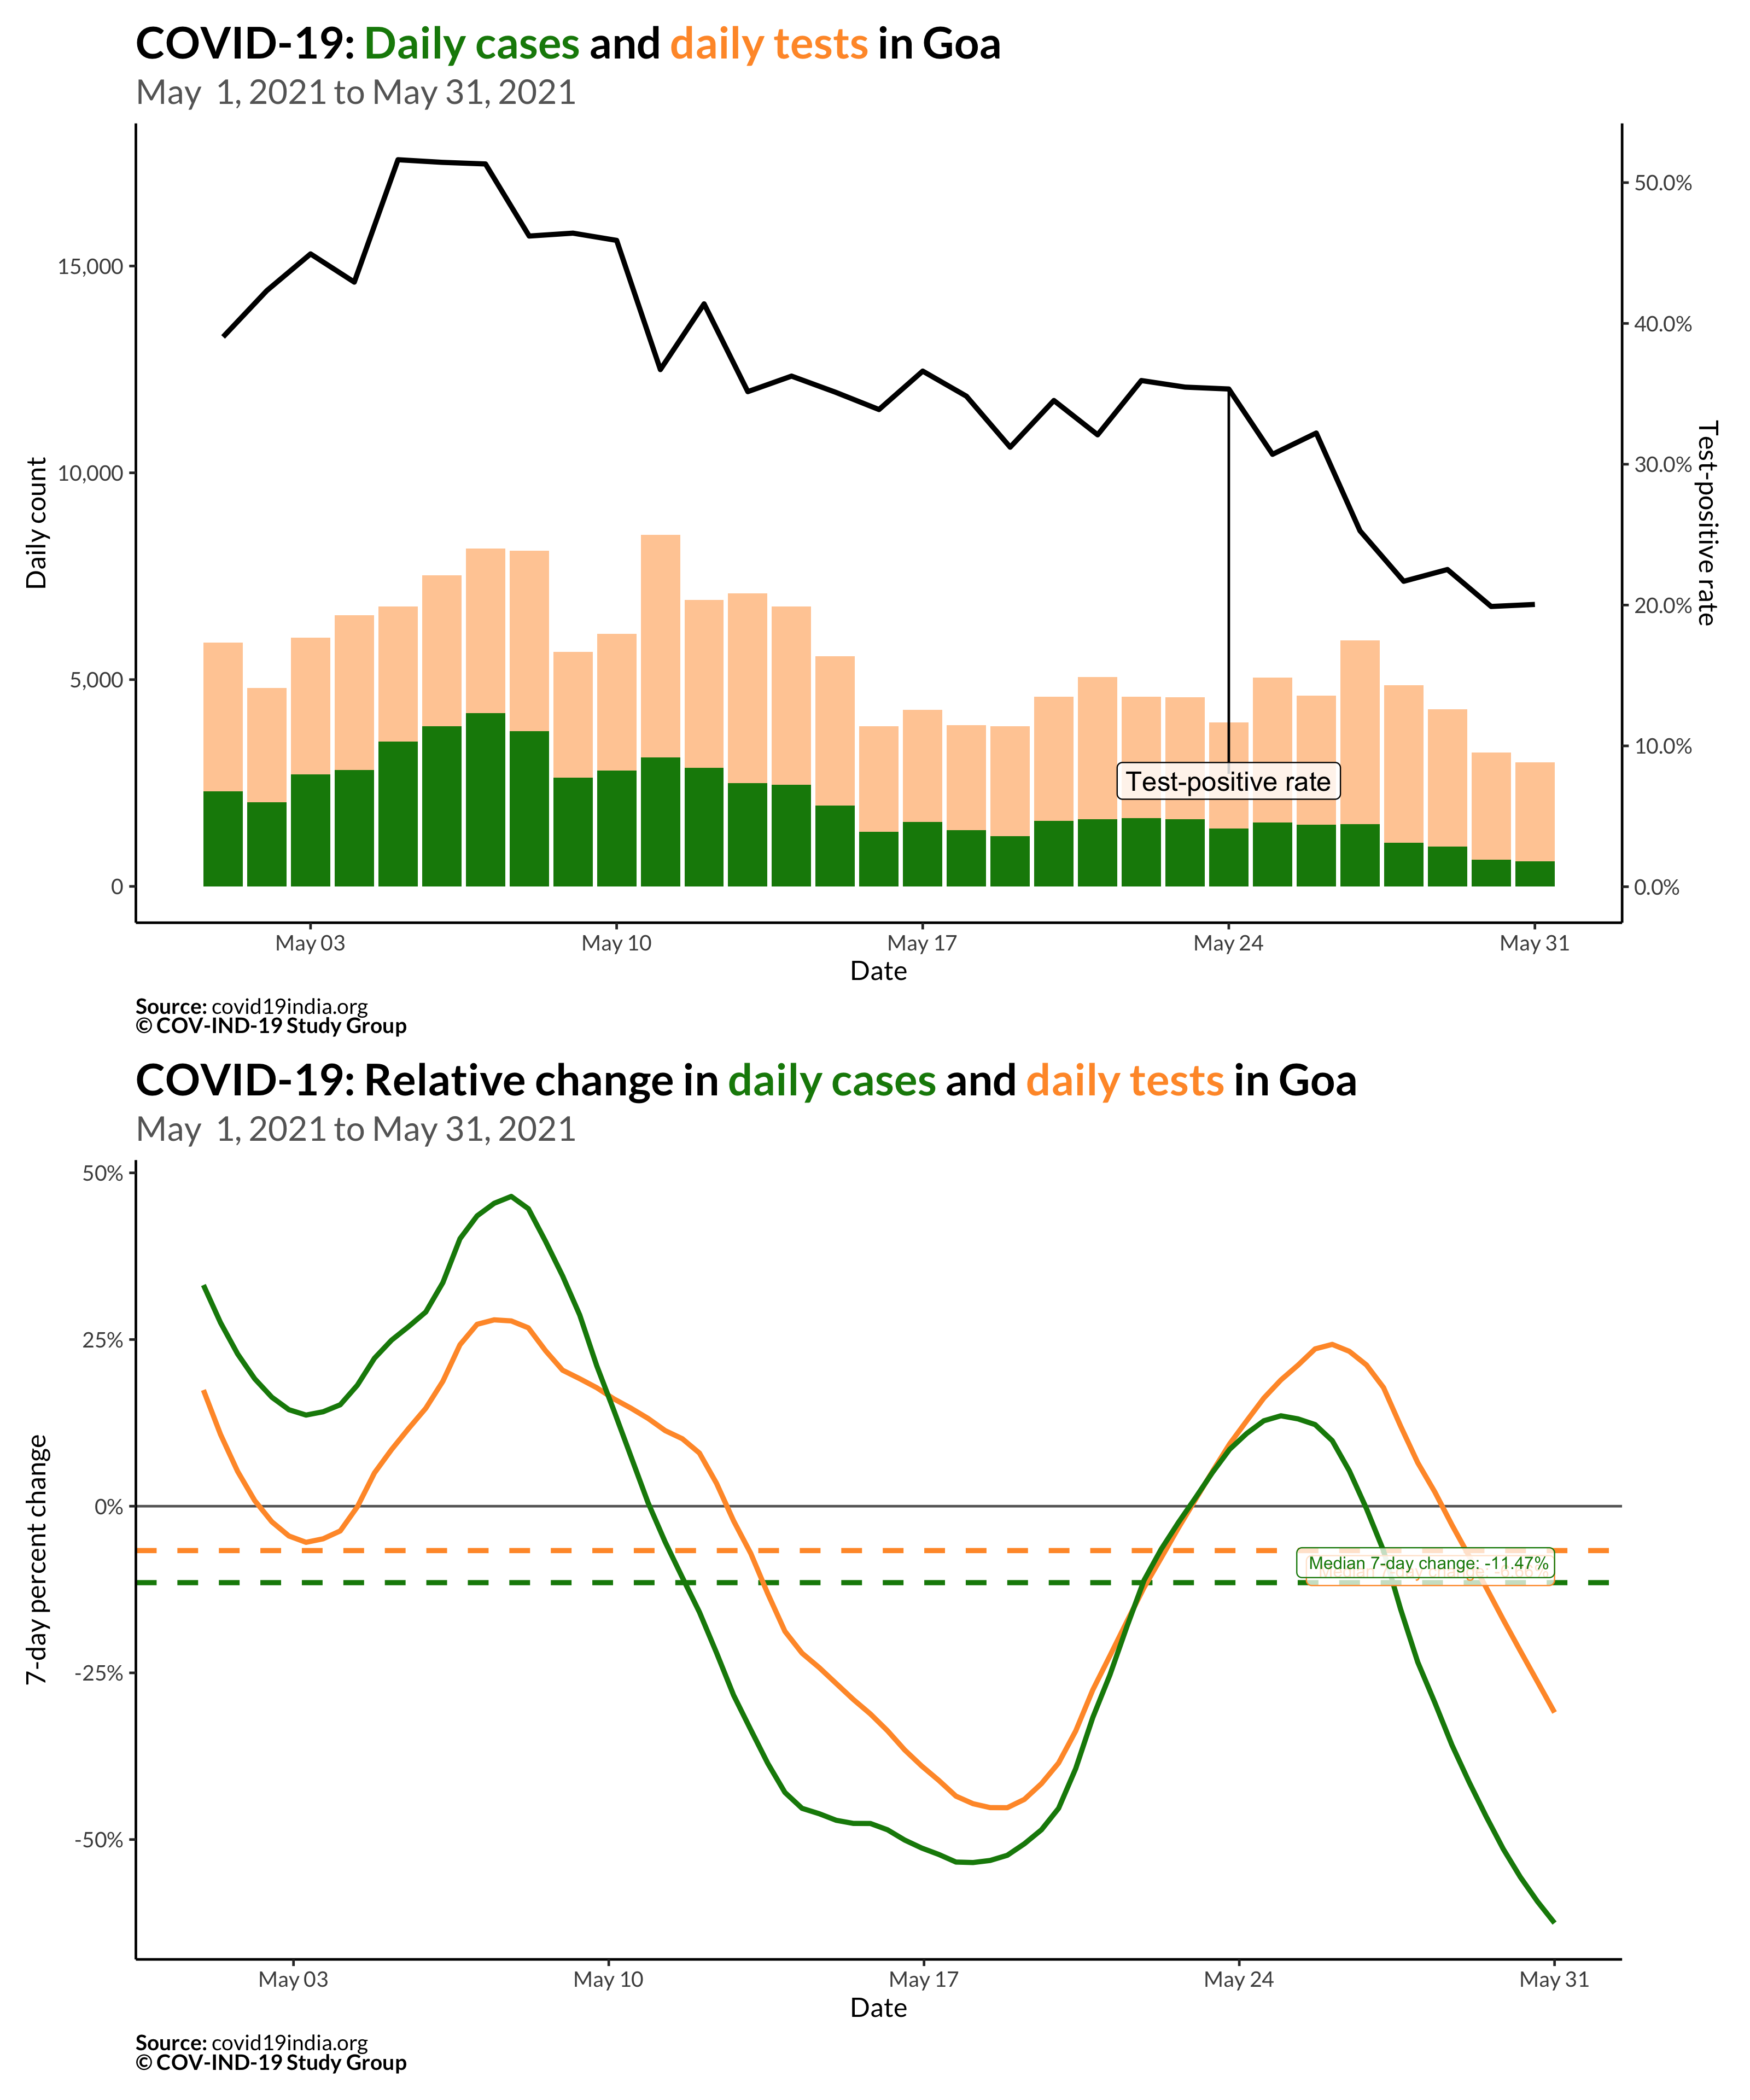 COVID-19: Daily cases and daily tests in Goa
May 1, 2021 to May 31, 2021
Daily count
15,000
10,000
5,000
0
50.0%
40.0%
30.0%
20.0%
10.0%
0.0%
Test-positive rate
Test-positive rate
May 03
May 10
May 17
May 24
May 31
Date
Source: covid19india.org
© COV-IND-19 Study Group
COVID-19: Relative change in daily cases and daily tests in Goa
May 1, 2021 to May 31, 2021
7-day percent change
50%
25%
0%
-25%
-50%
Median 7-day change: -11.47%
May 03
May 10
May 17
May 24
May 31
Date
Source: covid19india.org
© COV-IND-19 Study Group